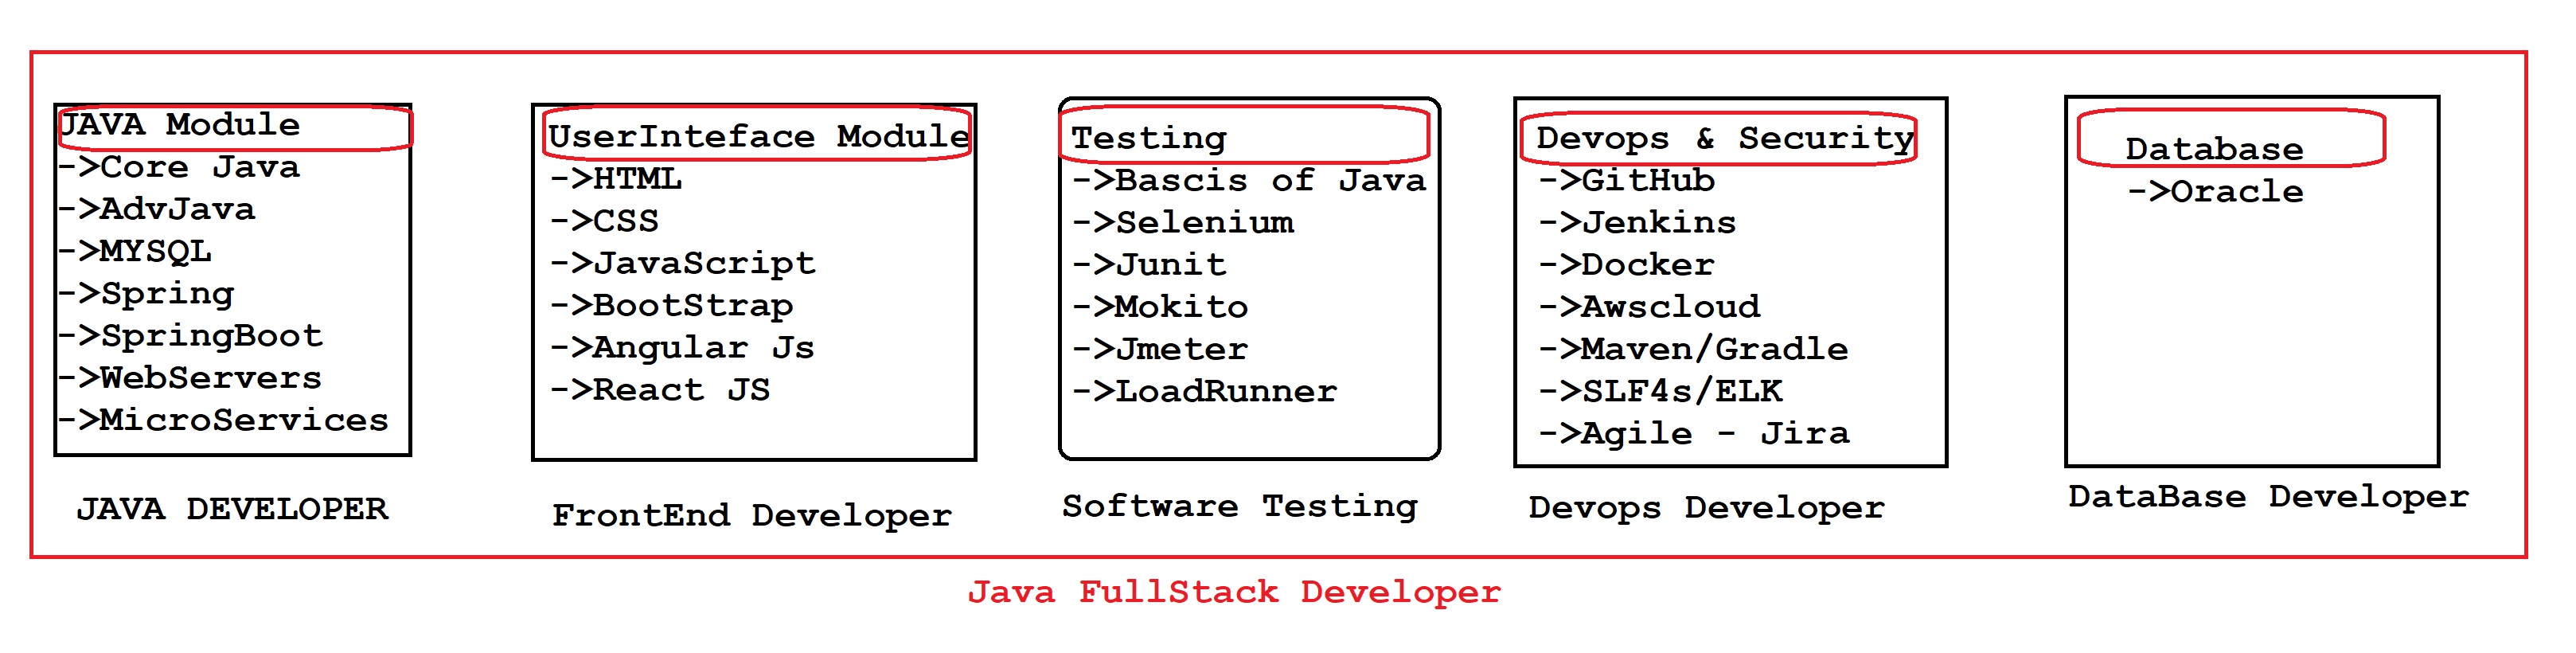 JAVA Module
->Core Java
->AdvJava
->MYSQL
->Spring
->SpringBoot
->WebServers
->MicroServices
JAVA DEVELOPER
UserInteface Module
->HTML
->CSS
->JavaScript
->BootStrap
->Angular Js
->React JS
FrontEnd Developer
Testing
->Bascis of Java
->Selenium
->Junit
->Mokito
->Jmeter
->LoadRunner
Software Testing
Devops & Security
->GitHub
->Jenkins
->Docker
->Awscloud
->Maven/Gradle
->SLF4s/ELK
->Agile - Jira
Devops Developer
Database
->Oracle
DataBase Developer
Java FullStack Developer